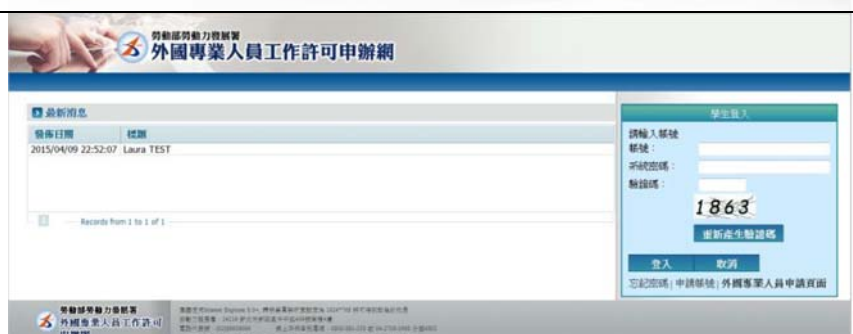 勞動部勞動力發展署
外國專業人員工作許可申辦網
最新消息
發佈日期 標題
2015/04/09 22:52:07 Laura TEST
1
Records from 1 to 1 of 1
學生登入
請輸入帳號
帳號：
系統密碼：
驗證碼：
1863
重新產生驗證碼
登入 取消
忘記密碼| 申請帳號| 外國專業人員申請頁面
勞動部勞動力發展署
外國專業人員工作許可